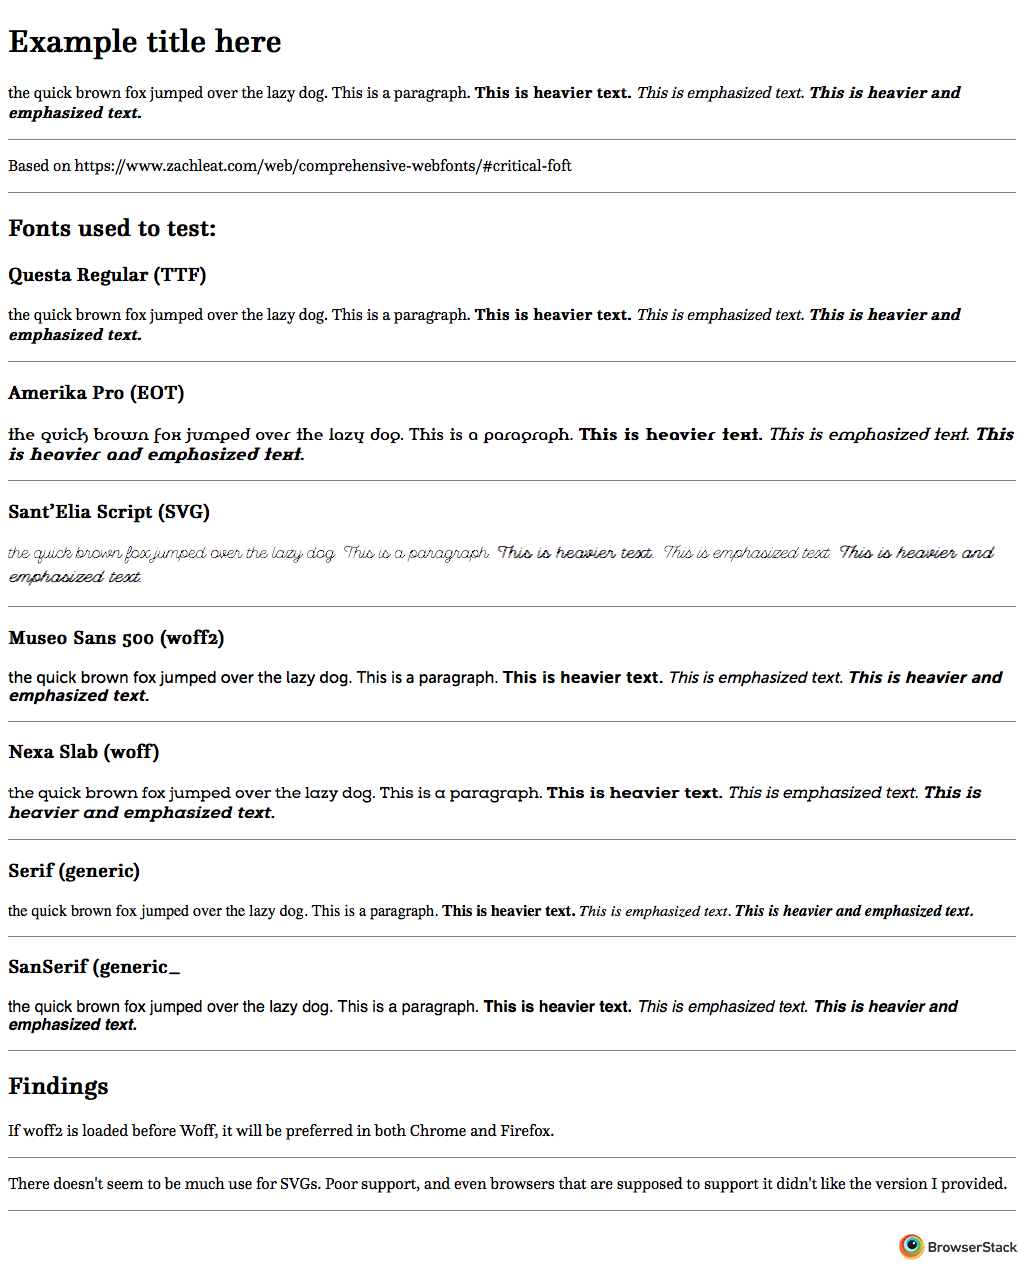 Example title here
the quick brown fox jumped over the lazy dog. This is a paragraph. This is heavier text. This is emphasized text. This is heavier and
emphasized text.
Based on https://www.zachleat.com/web/comprehensive-webfonts/#critical-foft
Fonts used to test:
Questa Regular (TTF)
the quick brown fox jumped over the lazy dog. This is a paragraph. This is heavier text. This is emphasized text. This is heavier and
emphasized text.
Amerika Pro (EOT)
the quick brown fox jumped over the lazy dog. This is a paragraph. This is heavier text. This is emphasized text. This
is heavier and emphasized text.
Sant’Elia Script (SVG)
the quick brown fox jumped over the lazy dog. This is a paragraph. This is heavier text. This is emphasized text. This is heavier and
emphasized text.
Museo Sans 500 (woff2)
the quick brown fox jumped over the lazy dog. This is a paragraph. This is heavier text. This is emphasized text. This is heavier and
emphasized text.
Nexa Slab (woff)
the quick brown fox jumped over the lazy dog. This is a paragraph. This is heavier text. This is emphasized text. This is
heavier and emphasized text.
Serif (generic)
the quick brown fox jumped over the lazy dog. This is a paragraph. This is heavier text. This is emphasized text. This is heavier and emphasized text.
SanSerif (generic_
the quick brown fox jumped over the lazy dog. This is a paragraph. This is heavier text. This is emphasized text. This is heavier and
emphasized text.
Findings
If woff2 is loaded before Woff, it will be preferred in both Chrome and Firefox.
There doesn't seem to be much use for SVGs. Poor support, and even browsers that are supposed to support it didn't like the version I provided.
BrowserStack